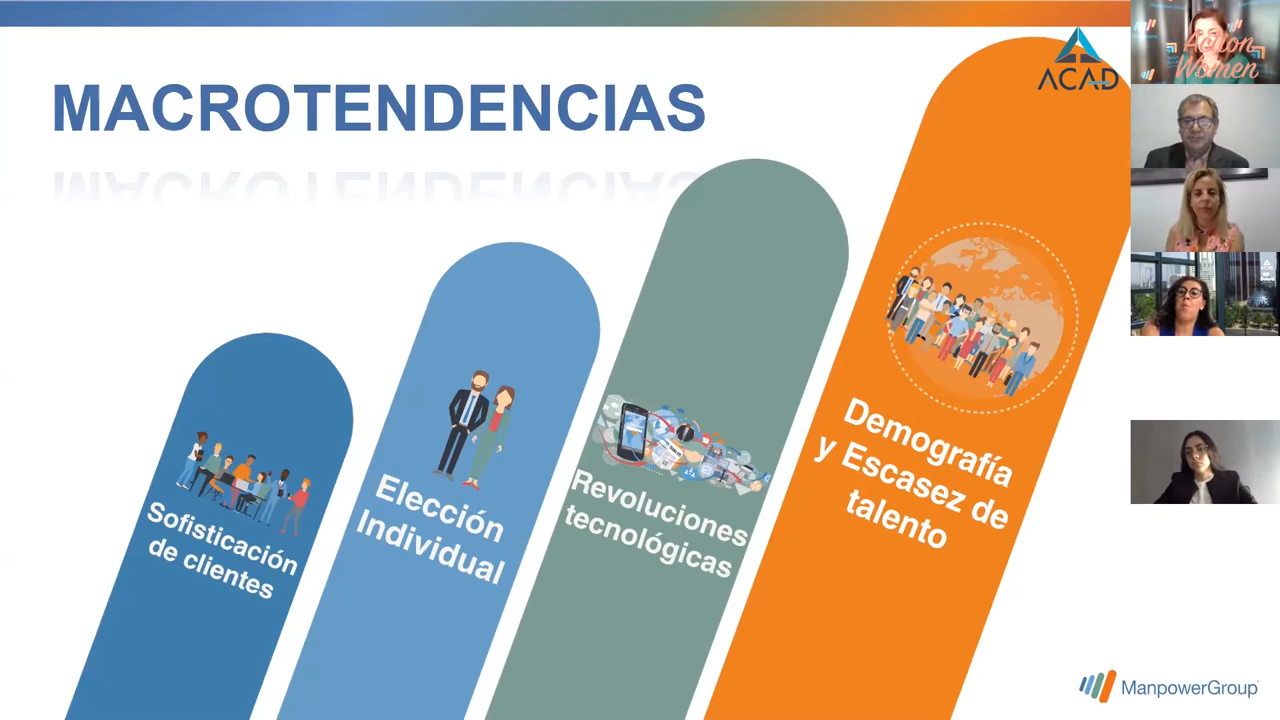 MACROTENDENCIAS
ACAD
Action
Women
Sofisticación
de clientes
Elección
Individual
Revoluciones
tecnológicas
Demografía
y Escasez de
talento
ManpowerGroup